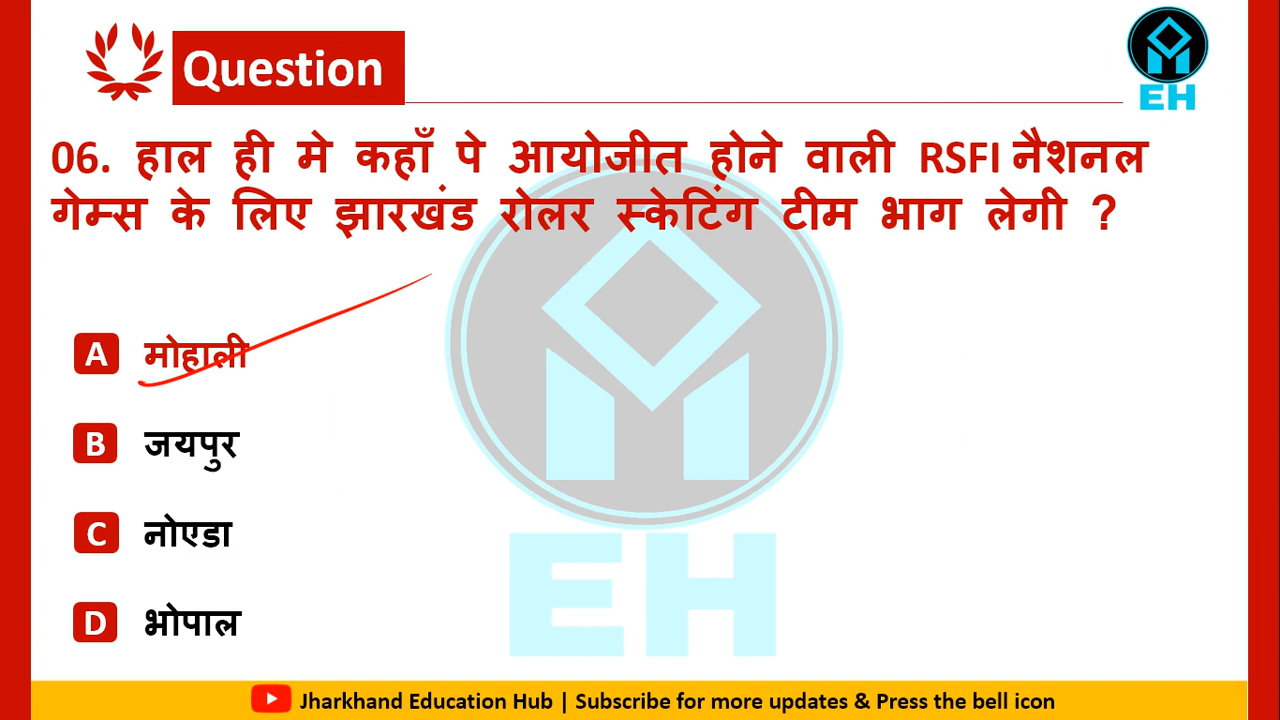 Question
EH
06. हाल ही मे कहाँ पे आयोजीत होने वाली RSFI नैशनल
गेम्स के लिए झारखंड रोलर स्केटिंग टीम भाग लेगी ?
A मोहाली
B जयपुर
C नोएडा
D भोपाल
EH
Jharkhand Education Hub | Subscribe for more updates & Press the bell icon